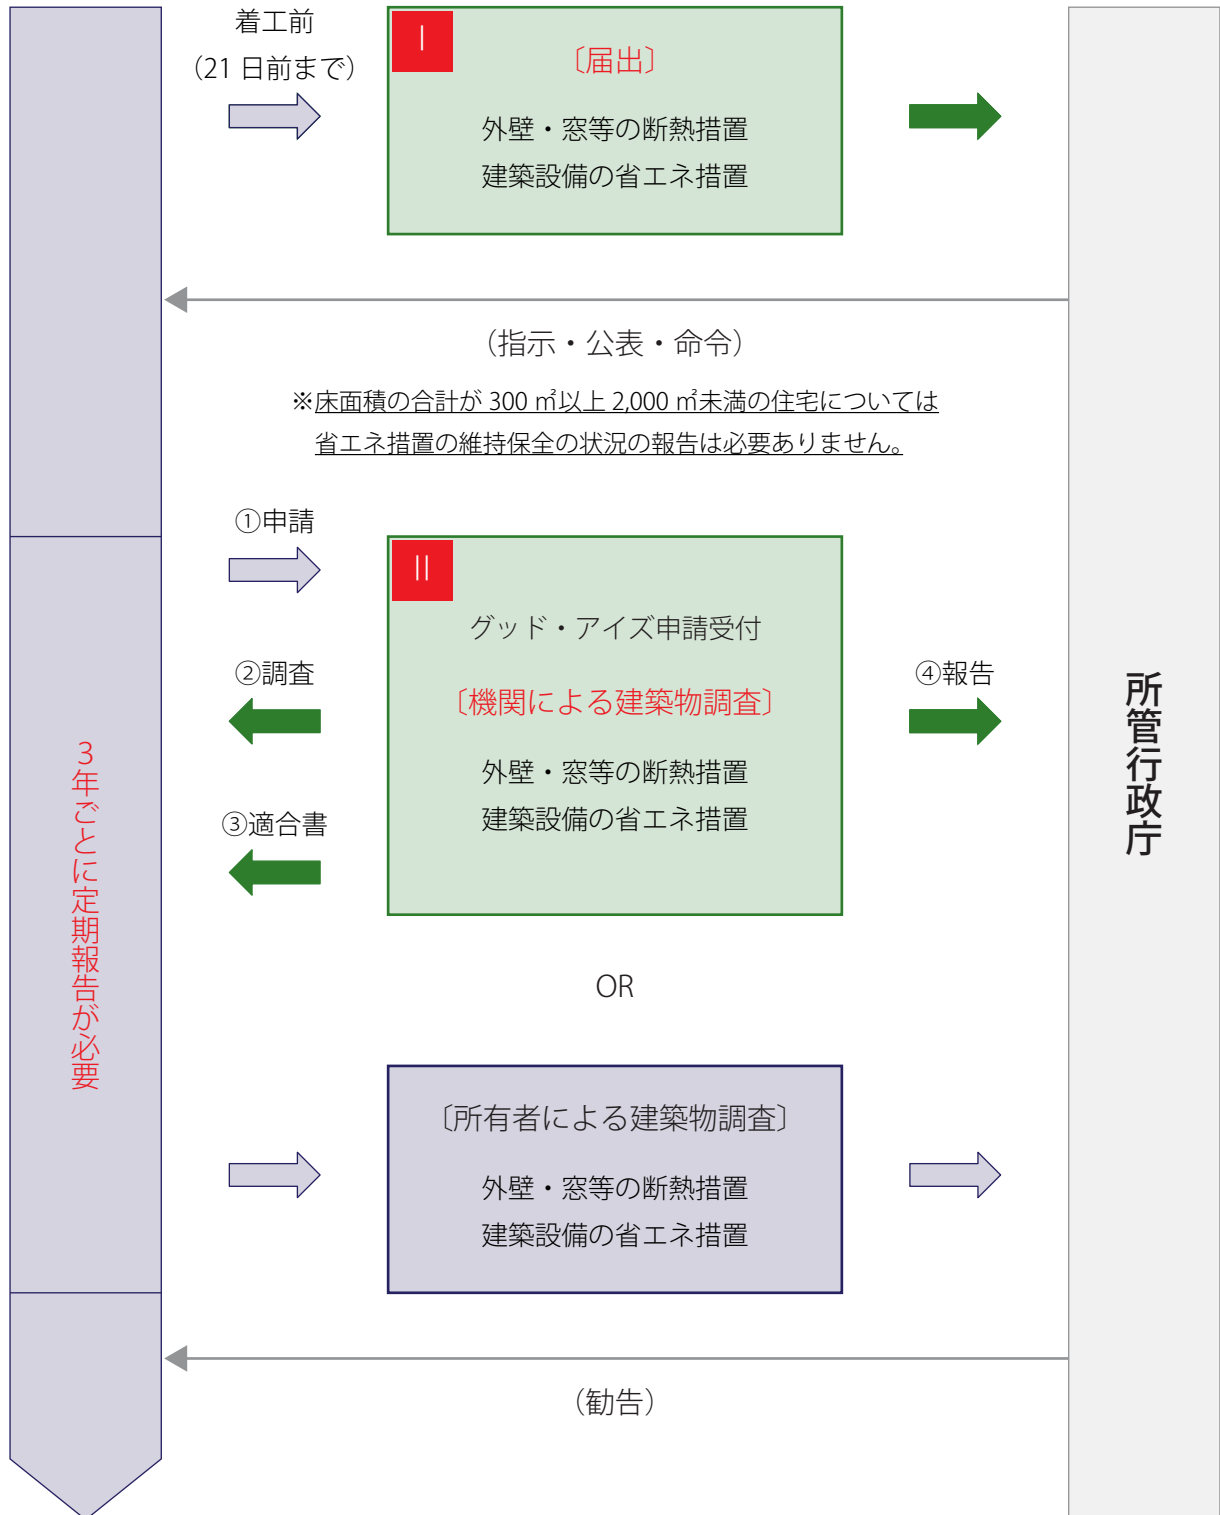 着工前
（21 日前まで）
Ⅰ
〔届出〕
外壁・窓等の断熱措置
建築設備の省エネ措置
（指示・公表・命令）
※床面積の合計が 300 ㎡以上 2,000 ㎡未満の住宅については
省エネ措置の維持保全の状況の報告は必要ありません。
①申請
②調査
③適合書
Ⅱ
グッド・アイズ申請受付
〔機関による建築物調査〕
外壁・窓等の断熱措置
建築設備の省エネ措置
④報告
所管行政庁
3年ごとに定期報告が必要
OR
〔所有者による建築物調査〕
外壁・窓等の断熱措置
建築設備の省エネ措置
（勧告）